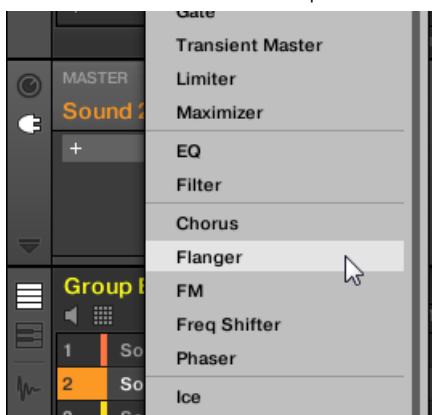 Gate
Transient Master
MASTER
Limiter
Sound 2
Maximizer
+
EQ
Filter
Chorus
Flanger
Group
FM
Freq Shifter
1 So
Phaser
2 So
Ice